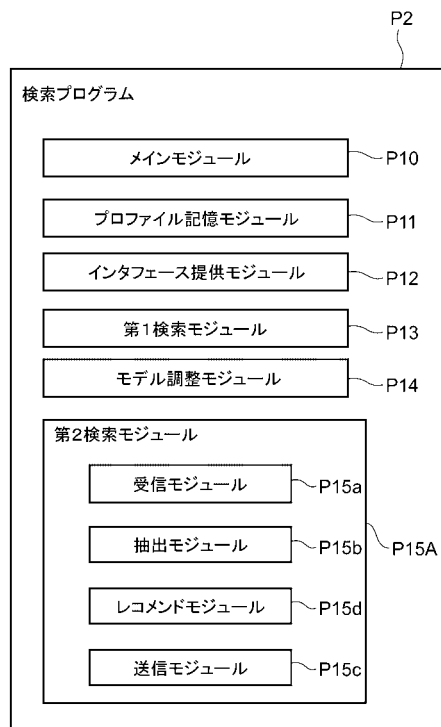 P2
検索プログラム
メインモジュール P10
プロファイル記憶モジュール P11
インタフェース提供モジュール P12
第1検索モジュール P13
モデル調整モジュール P14
第2検索モジュール
受信モジュール P15a
抽出モジュール P15b
P15A
レコメンドモジュール P15d
送信モジュール P15c